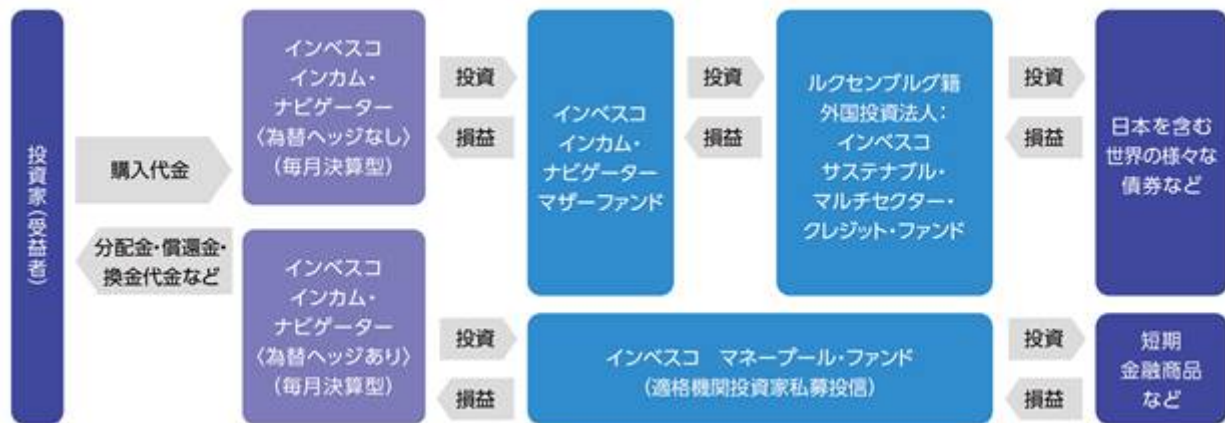 投資家（受益者）
購入代金
分配金・償還金・
換金代金など
インベスコ
インカム・
ナビゲーター
〈為替ヘッジなし〉
（毎月決算型）
インベスコ
インカム・
ナビゲーター
〈為替ヘッジあり〉
（毎月決算型）
投資
損益
インベスコ
インカム・
ナビゲーター
マザーファンド
投資
損益
ルクセンブルグ籍
外国投資法人：
インベスコ
サステナブル・
マルチセクター・
クレジット・ファンド
投資
損益
日本を含む
世界の様々な
債券など
投資
損益
インベスコ　マネープール・ファンド
（適格機関投資家私募投信）
投資
損益
短期
金融商品
など